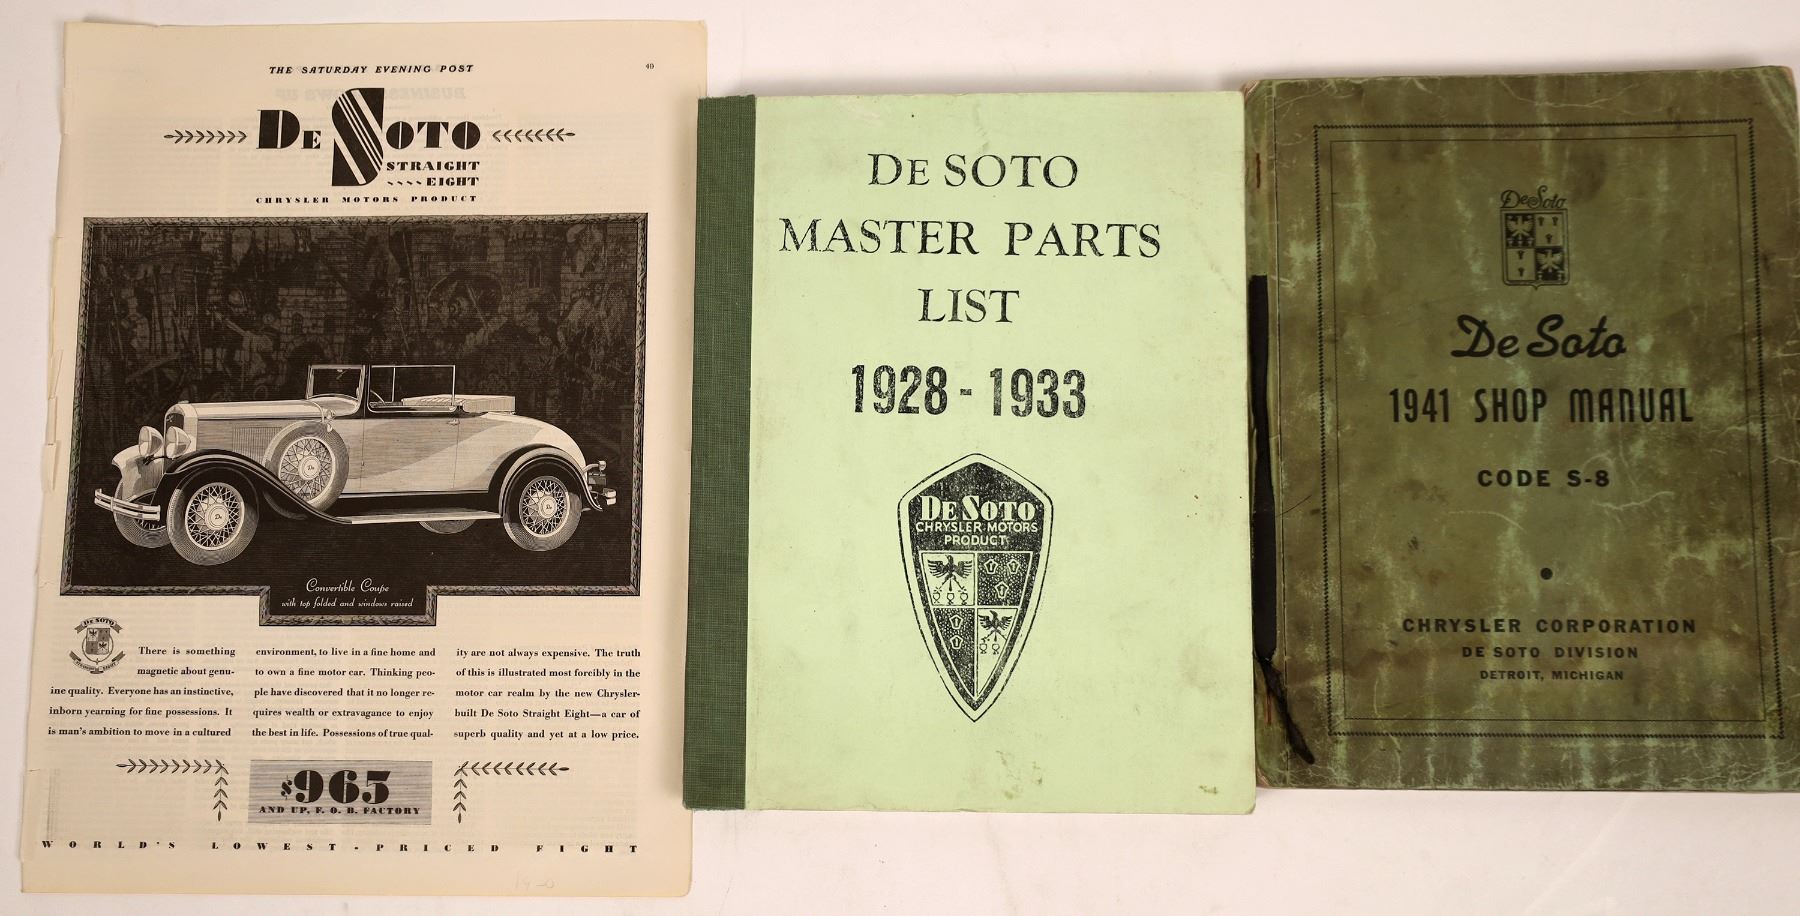 THE SATURDAY EVENING POST
40
DE SOTO
STRAIGHT
EIGHT
CHRYSLER MOTORS PRODUCT
Convertible Coupe
with top folded and windows raised
DE SOTO
There is something
magnetic about genu-
ine quality. Everyone has an instinctive,
inborn yearning for fine possessions. It
is man's ambition to move in a cultured
environment, to live in a fine home and
to own a fine motor car. Thinking peo-
ple have discovered that it no longer re-
quires wealth or extravagance to enjoy
the best in life. Possessions of true qual-
ity are not always expensive. The truth
of this is illustrated most forcibly in the
motor car realm by the new Chrysler-
built De Soto Straight Eight—a car of
superb quality and yet at a low price.
$965
AND UP, F. O. B. FACTORY
WORLD'S LOWEST-PRICED EIGHT
DE SOTO
MASTER PARTS
LIST
1928 - 1933
DE SOTO
CHRYSLER MOTORS
PRODUCT
De Soto
De Soto
1941 SHOP MANUAL
CODE S-8
CHRYSLER CORPORATION
DE SOTO DIVISION
DETROIT, MICHIGAN